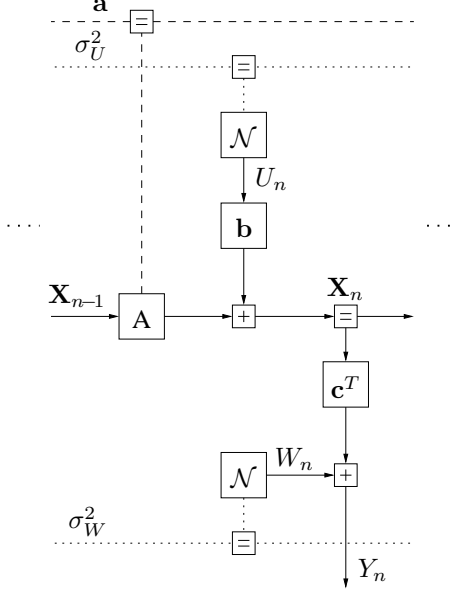 a
=
σ_U^2
=
𝒩
U_n
b
. . . . . . . .
X_{n−1}
A
+
X_n
=
c^T
𝒩
W_n
+
σ_W^2
=
Y_n